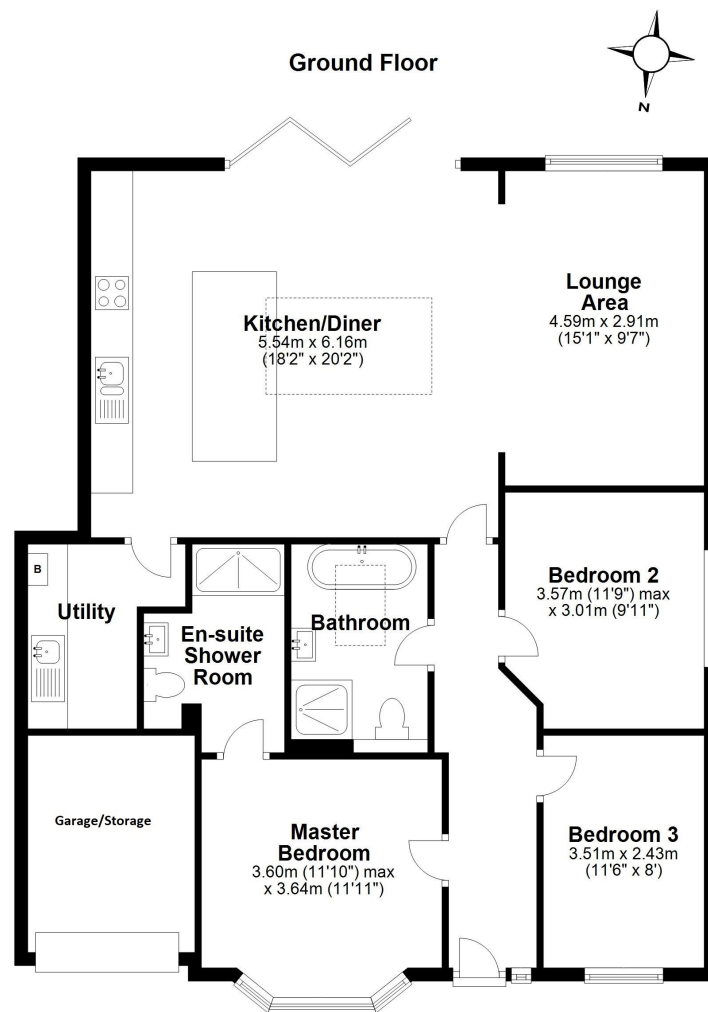 Ground Floor
N
Kitchen/Diner
5.54m x 6.16m
(18'2" x 20'2")
Lounge
Area
4.59m x 2.91m
(15'1" x 9'7")
B
Utility
En-suite
Shower
Room
Bathroom
Bedroom 2
3.57m (11'9") max
x 3.01m (9'11")
Garage/Storage
Master
Bedroom
3.60m (11'10") max
x 3.64m (11'11")
Bedroom 3
3.51m x 2.43m
(11'6" x 8')